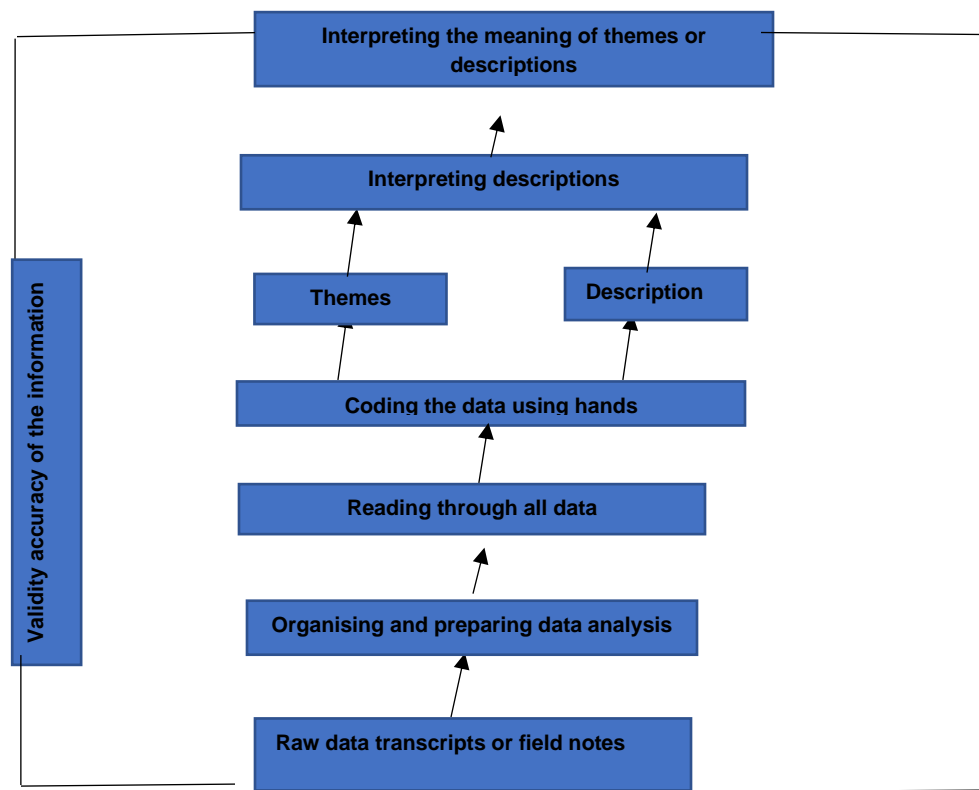 Interpreting the meaning of themes or
descriptions
Interpreting descriptions
Themes
Description
Coding the data using hands
Reading through all data
Organising and preparing data analysis
Raw data transcripts or field notes
Validity accuracy of the information